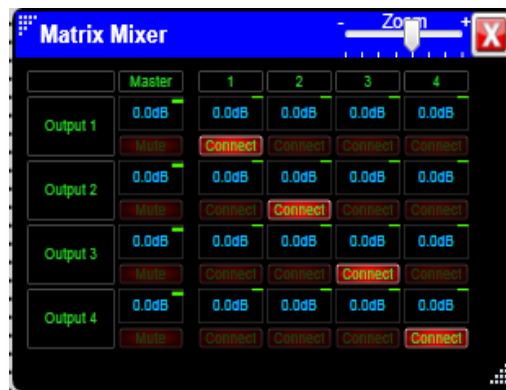 Matrix Mixer - Zoom + X
Master 1 2 3 4
Output 1 0.0dB 0.0dB 0.0dB 0.0dB 0.0dB
Mute Connect Connect Connect Connect
Output 2 0.0dB 0.0dB 0.0dB 0.0dB 0.0dB
Mute Connect Connect Connect Connect
Output 3 0.0dB 0.0dB 0.0dB 0.0dB 0.0dB
Mute Connect Connect Connect Connect
Output 4 0.0dB 0.0dB 0.0dB 0.0dB 0.0dB
Mute Connect Connect Connect Connect